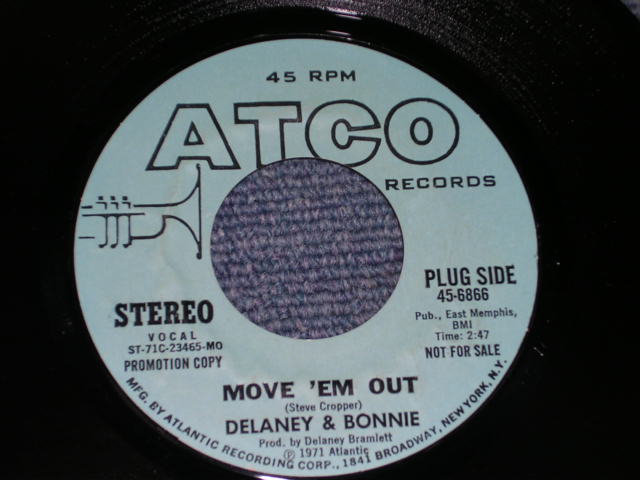 45 RPM
ATCO
RECORDS
PLUG SIDE
45-6866
Pub., East Memphis,
BMI
Time: 2:47
NOT FOR SALE
STEREO
VOCAL
ST-71C-23465-MO
PROMOTION COPY
MOVE 'EM OUT
(Steve Cropper)
DELANEY & BONNIE
Prod. by Delaney Bramlett
Ⓟ 1971 Atlantic
MFG. BY ATLANTIC RECORDING CORP., 1841 BROADWAY, NEW YORK, N.Y.